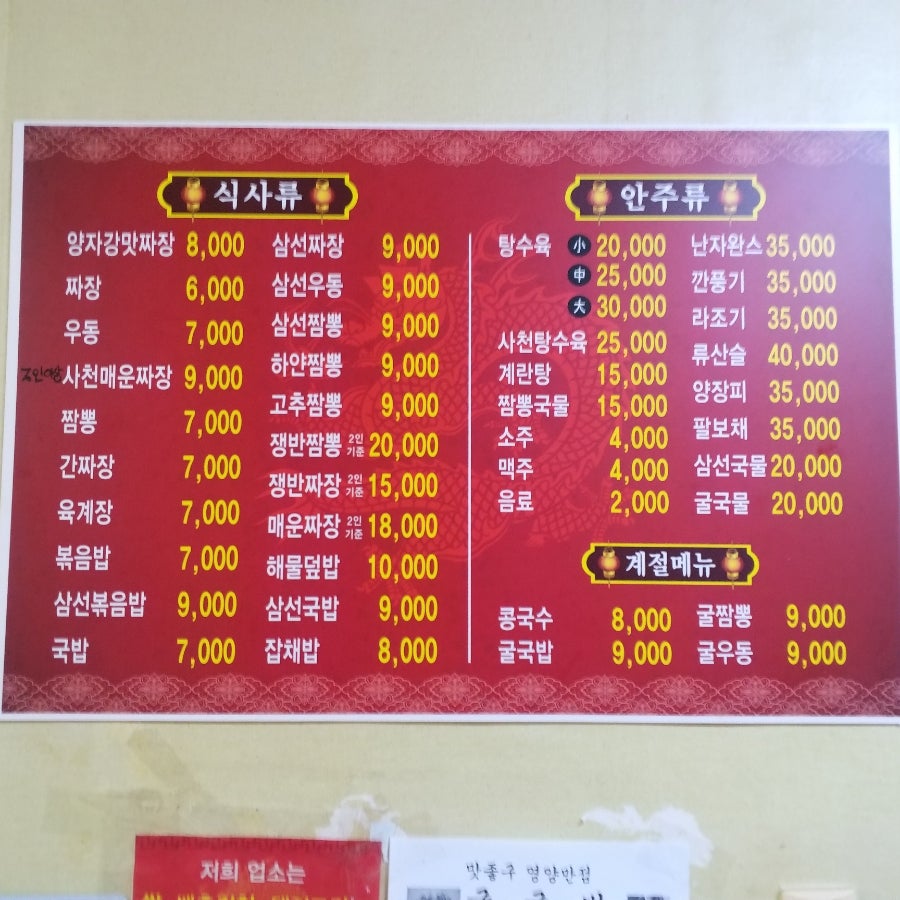 식사류
양자강맛짜장 8,000
짜장 6,000
우동 7,000
사천매운짜장 9,000
짬뽕 7,000
간짜장 7,000
육계장 7,000
볶음밥 7,000
삼선볶음밥 9,000
국밥 7,000
삼선짜장 9,000
삼선우동 9,000
삼선짬뽕 9,000
하얀짬뽕 9,000
고추짬뽕 9,000
쟁반짬뽕 2인기준 20,000
쟁반짜장 2인기준 15,000
매운짜장 2인기준 18,000
해물덮밥 10,000
삼선국밥 9,000
잡채밥 8,000
안주류
탕수육 小 20,000
中 25,000
大 30,000
사천탕수육 25,000
계란탕 15,000
짬뽕국물 15,000
소주 4,000
맥주 4,000
음료 2,000
난자완스 35,000
깐풍기 35,000
라조기 35,000
류산슬 40,000
양장피 35,000
팔보채 35,000
삼선국물 20,000
굴국물 20,000
계절메뉴
콩국수 8,000
굴국밥 9,000
굴짬뽕 9,000
굴우동 9,000
저희 업소는
맛좋구 영양만점